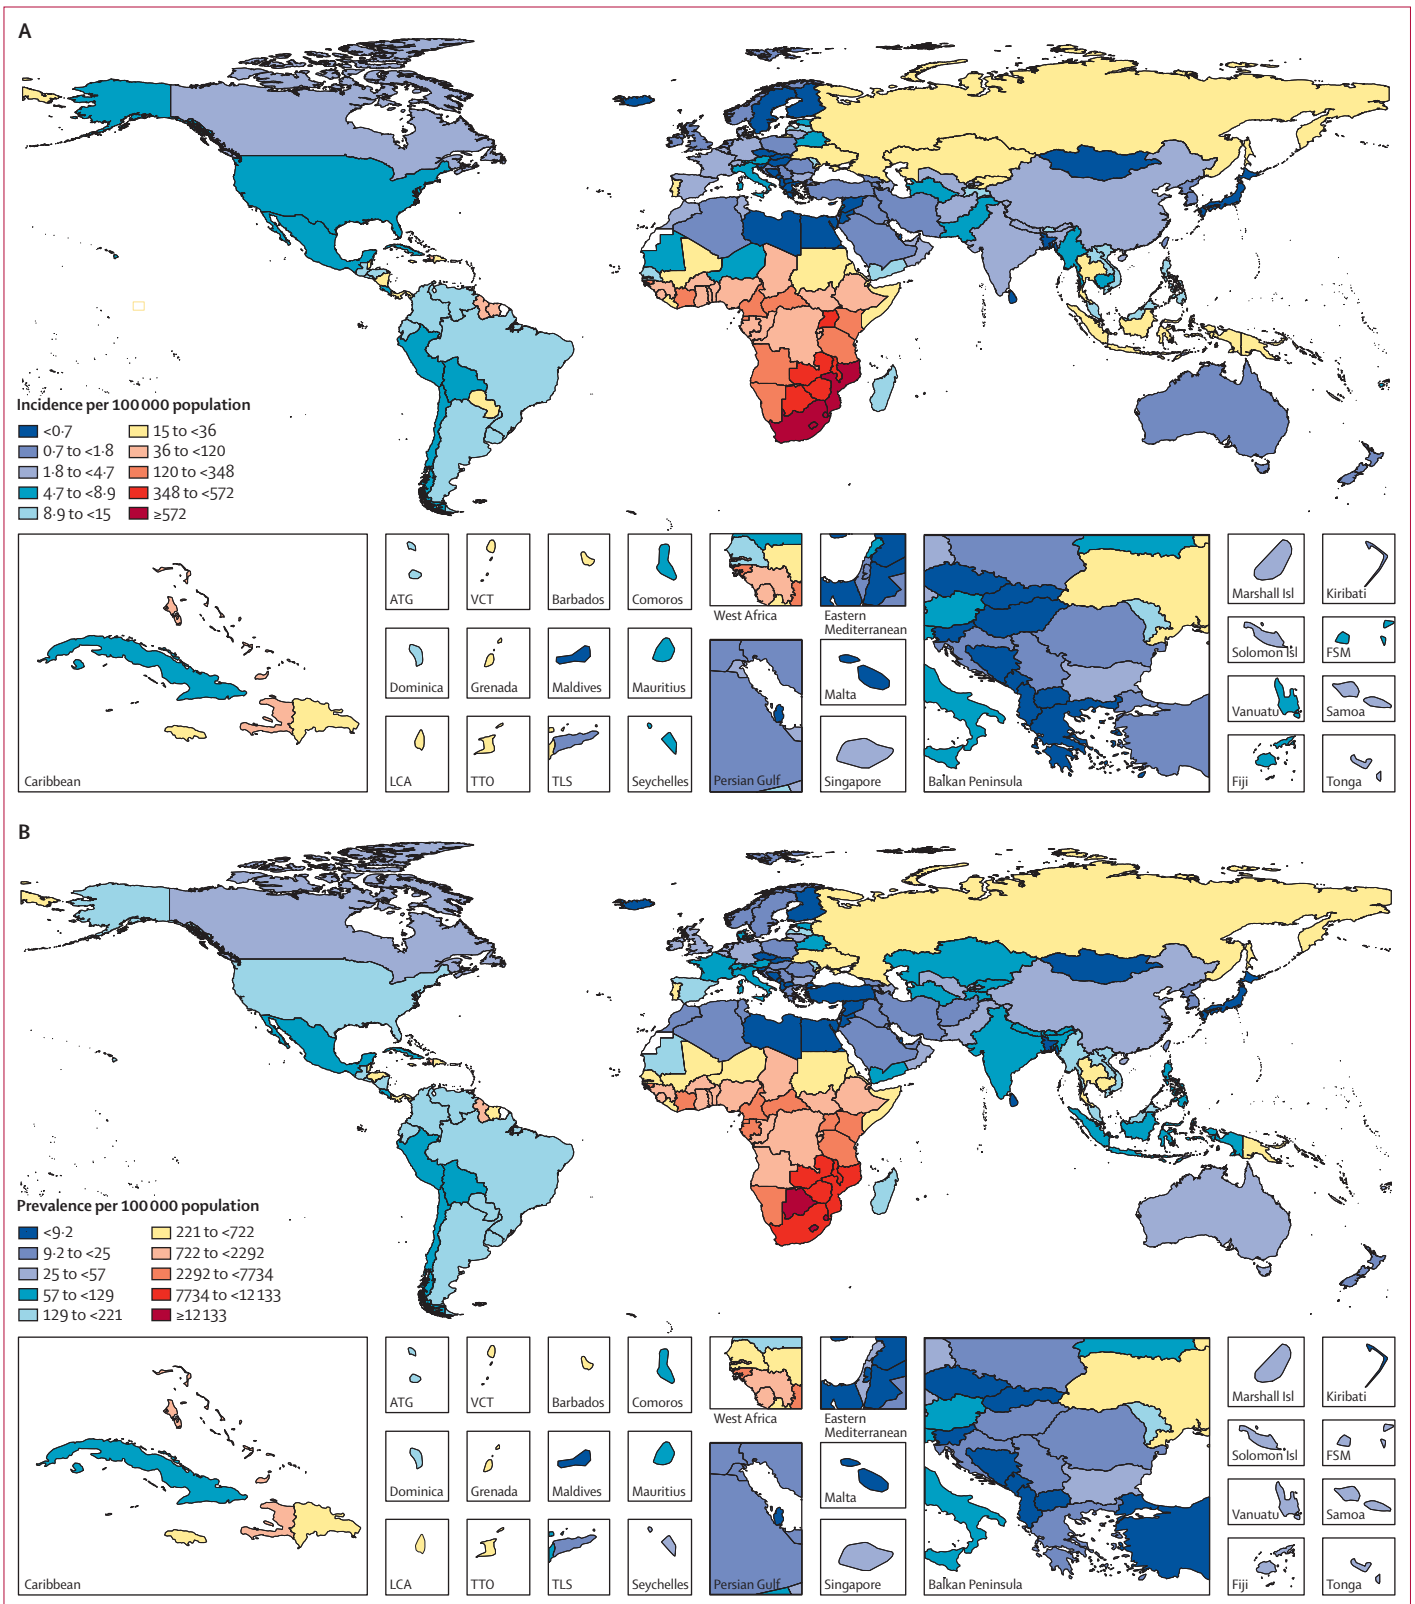 A
Incidence per 100 000 population
<0·7
0·7 to <1·8
1·8 to <4·7
4·7 to <8·9
8·9 to <15
15 to <36
36 to <120
120 to <348
348 to <572
≥572
Caribbean
ATG
VCT
Barbados
Comoros
Dominica
Grenada
Maldives
Mauritius
LCA
TTO
TLS
Seychelles
West Africa
Eastern
Mediterranean
Persian Gulf
Malta
Singapore
Balkan Peninsula
Marshall Isl
Kiribati
Solomon Isl
FSM
Vanuatu
Samoa
Fiji
Tonga
B
Prevalence per 100 000 population
<9·2
9·2 to <25
25 to <57
57 to <129
129 to <221
221 to <722
722 to <2292
2292 to <7734
7734 to <12 133
≥12 133
Caribbean
ATG
VCT
Barbados
Comoros
Dominica
Grenada
Maldives
Mauritius
LCA
TTO
TLS
Seychelles
West Africa
Eastern
Mediterranean
Persian Gulf
Malta
Singapore
Balkan Peninsula
Marshall Isl
Kiribati
Solomon Isl
FSM
Vanuatu
Samoa
Fiji
Tonga